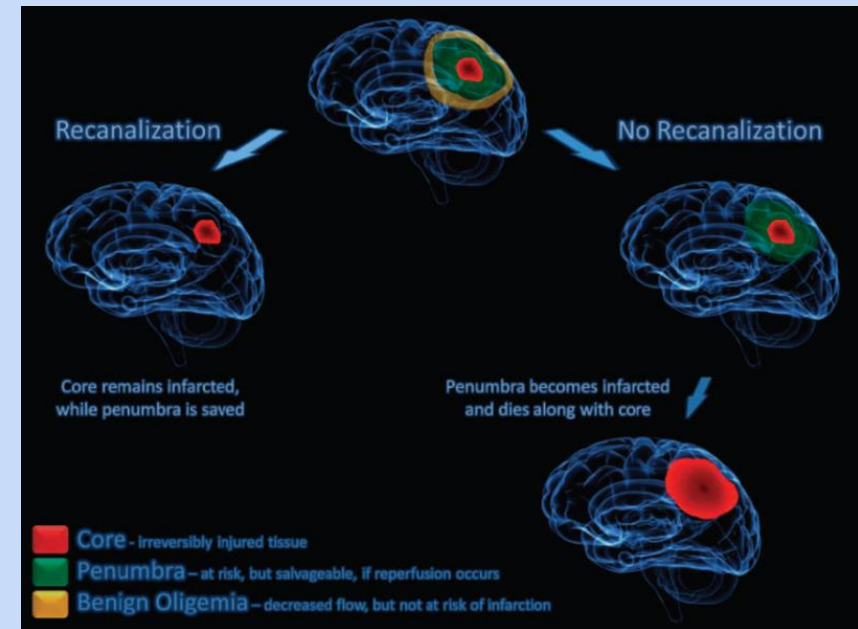 Recanalization
No Recanalization
Core remains infarcted,
while penumbra is saved
Penumbra becomes infarcted
and dies along with core
Core - irreversibly injured tissue
Penumbra – at risk, but salvageable, if reperfusion occurs
Benign Oligemia – decreased flow, but not at risk of infarction